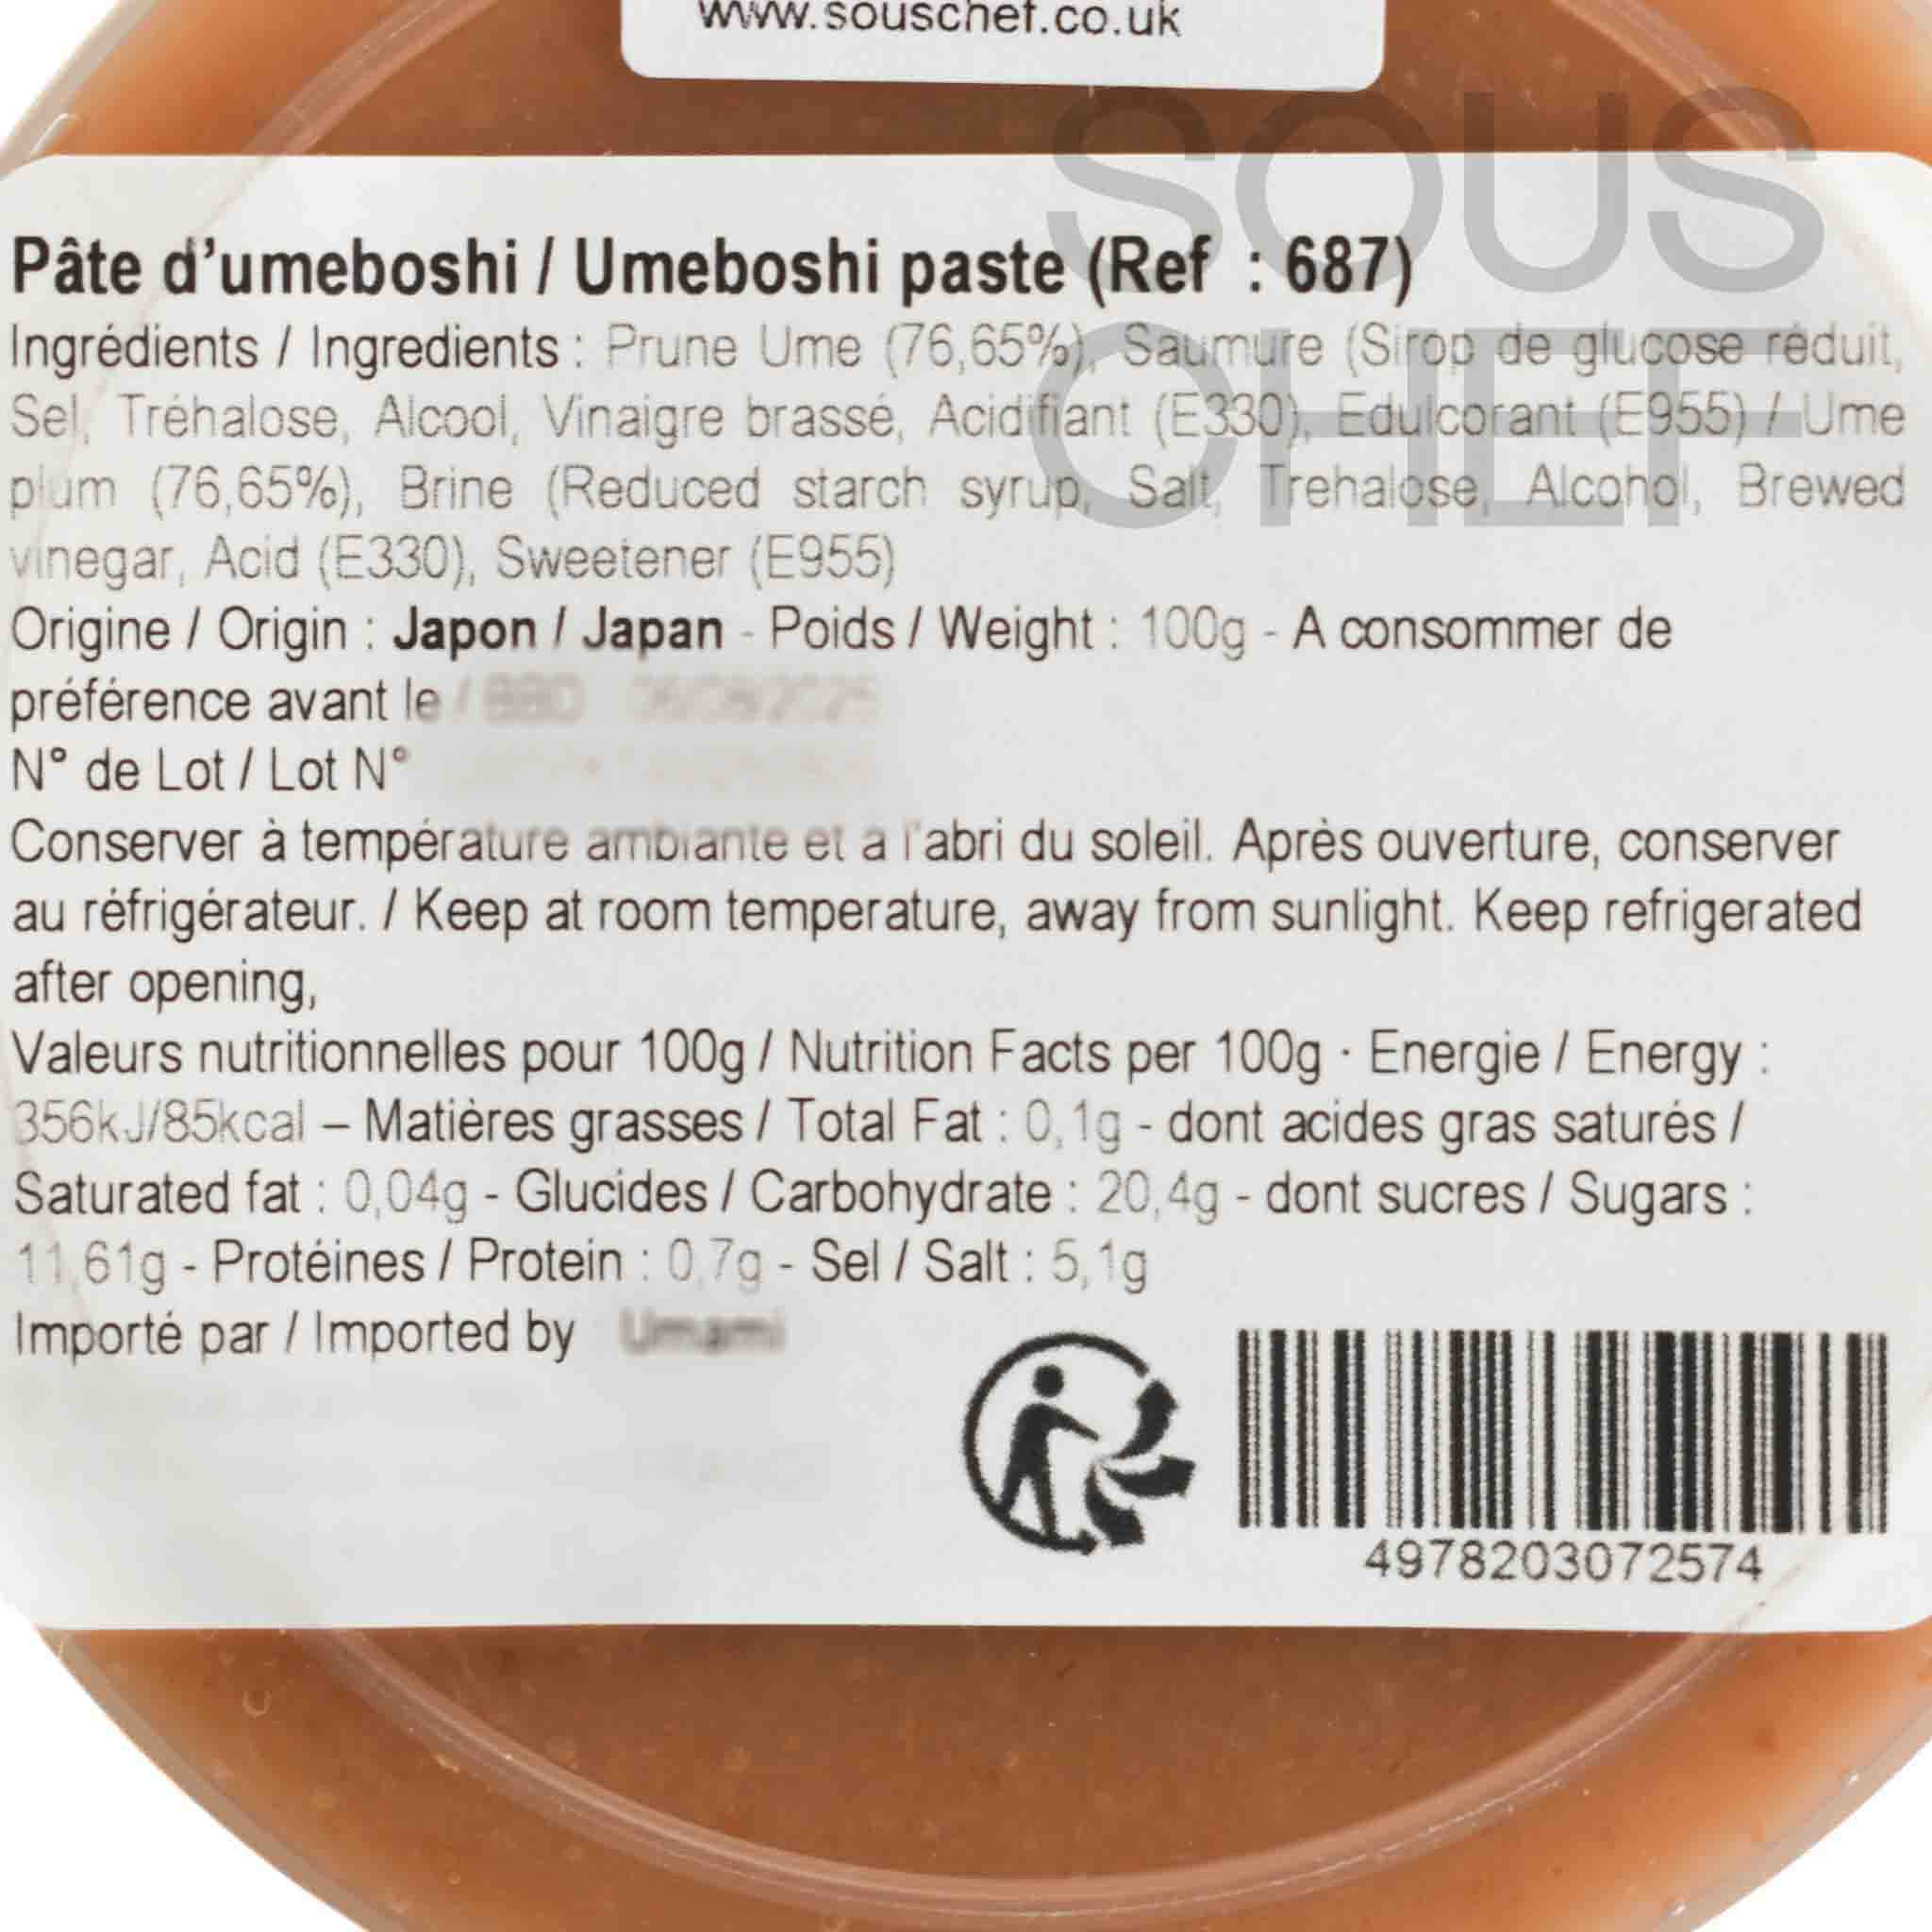 www.souschef.co.uk
SOUS
CHEF
Pâte d'umeboshi / Umeboshi paste (Ref : 687)
Ingrédients / Ingredients : Prune Ume (76,65%), Saumure (Sirop de glucose réduit,
Sel, Tréhalose, Alcool, Vinaigre brassé, Acidifiant (E330), Edulcorant (E955) / Ume
plum (76,65%), Brine (Reduced starch syrup, Salt, Trehalose, Alcohol, Brewed
vinegar, Acid (E330), Sweetener (E955)
Origine / Origin : Japon / Japan - Poids / Weight : 100g - A consommer de
préférence avant le /
N° de Lot / Lot N°
Conserver à température ambiante et a l'abri du soleil. Après ouverture, conserver
au réfrigérateur. / Keep at room temperature, away from sunlight. Keep refrigerated
after opening,
Valeurs nutritionnelles pour 100g / Nutrition Facts per 100g · Energie / Energy :
356kJ/85kcal – Matières grasses / Total Fat : 0,1g - dont acides gras saturés /
Saturated fat : 0,04g - Glucides / Carbohydrate : 20,4g - dont sucres / Sugars :
11,61g - Protéines / Protein : 0,7g - Sel / Salt : 5,1g
Importé par / Imported by Umami
4978203072574